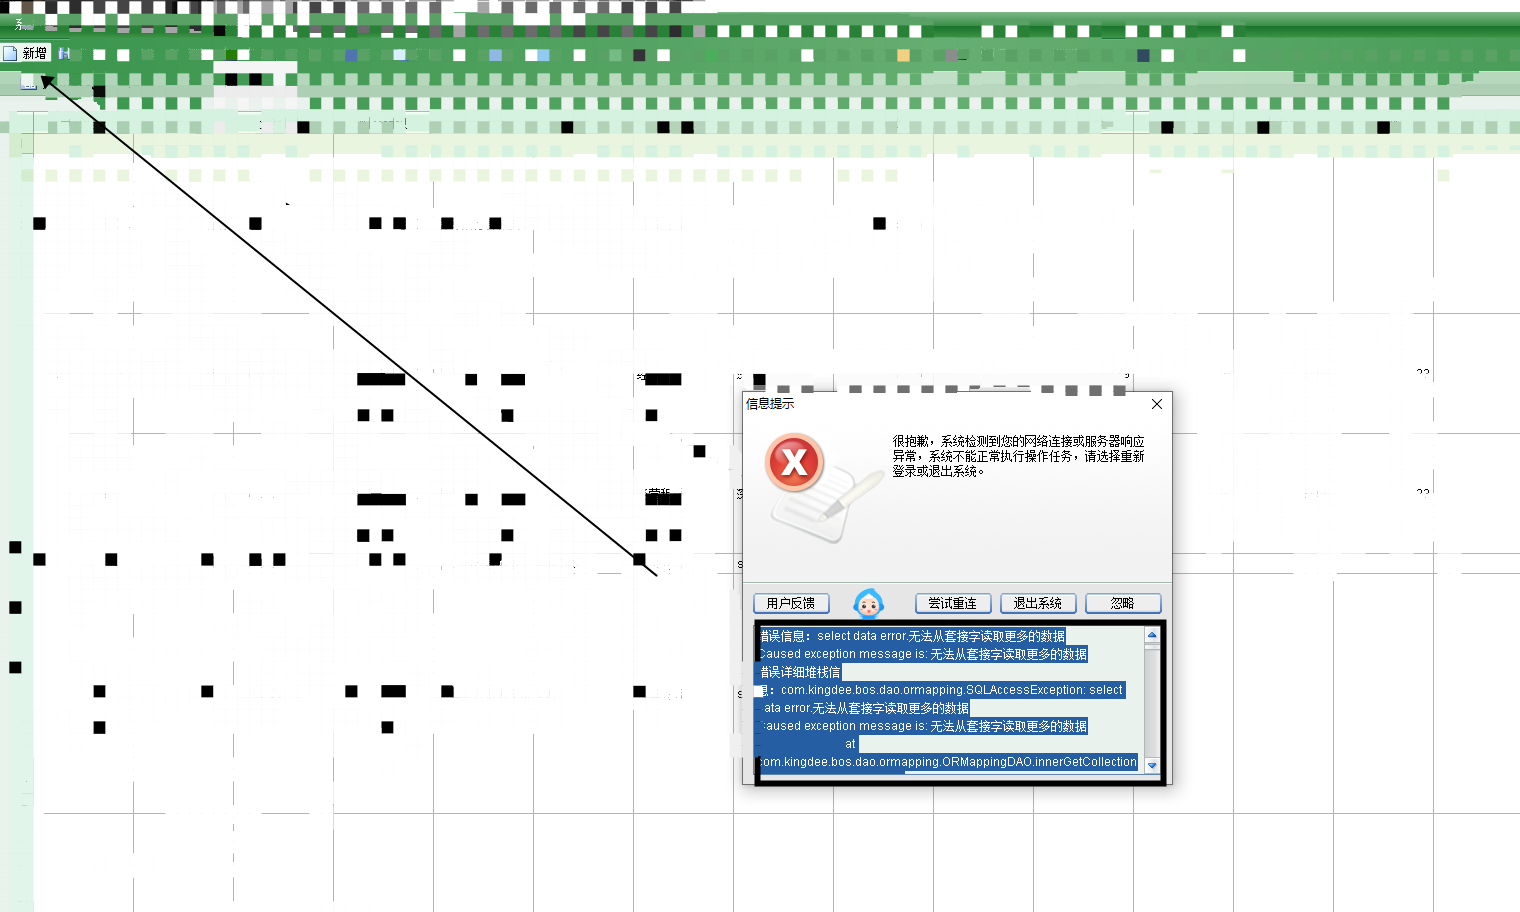 系
新增
信息提示
很抱歉，系统检测到您的网络连接或服务器响应
异常，系统不能正常执行操作任务，请选择重新
登录或退出系统。
用户反馈
尝试重连
退出系统
忽略
错误信息：select data error.无法从套接字读取更多的数据
Caused exception message is: 无法从套接字读取更多的数据
错误详细堆栈信
息：com.kingdee.bos.dao.ormapping.SQLAccessException: select
data error.无法从套接字读取更多的数据
Caused exception message is: 无法从套接字读取更多的数据
at
com.kingdee.bos.dao.ormapping.ORMappingDAO.innerGetCollection